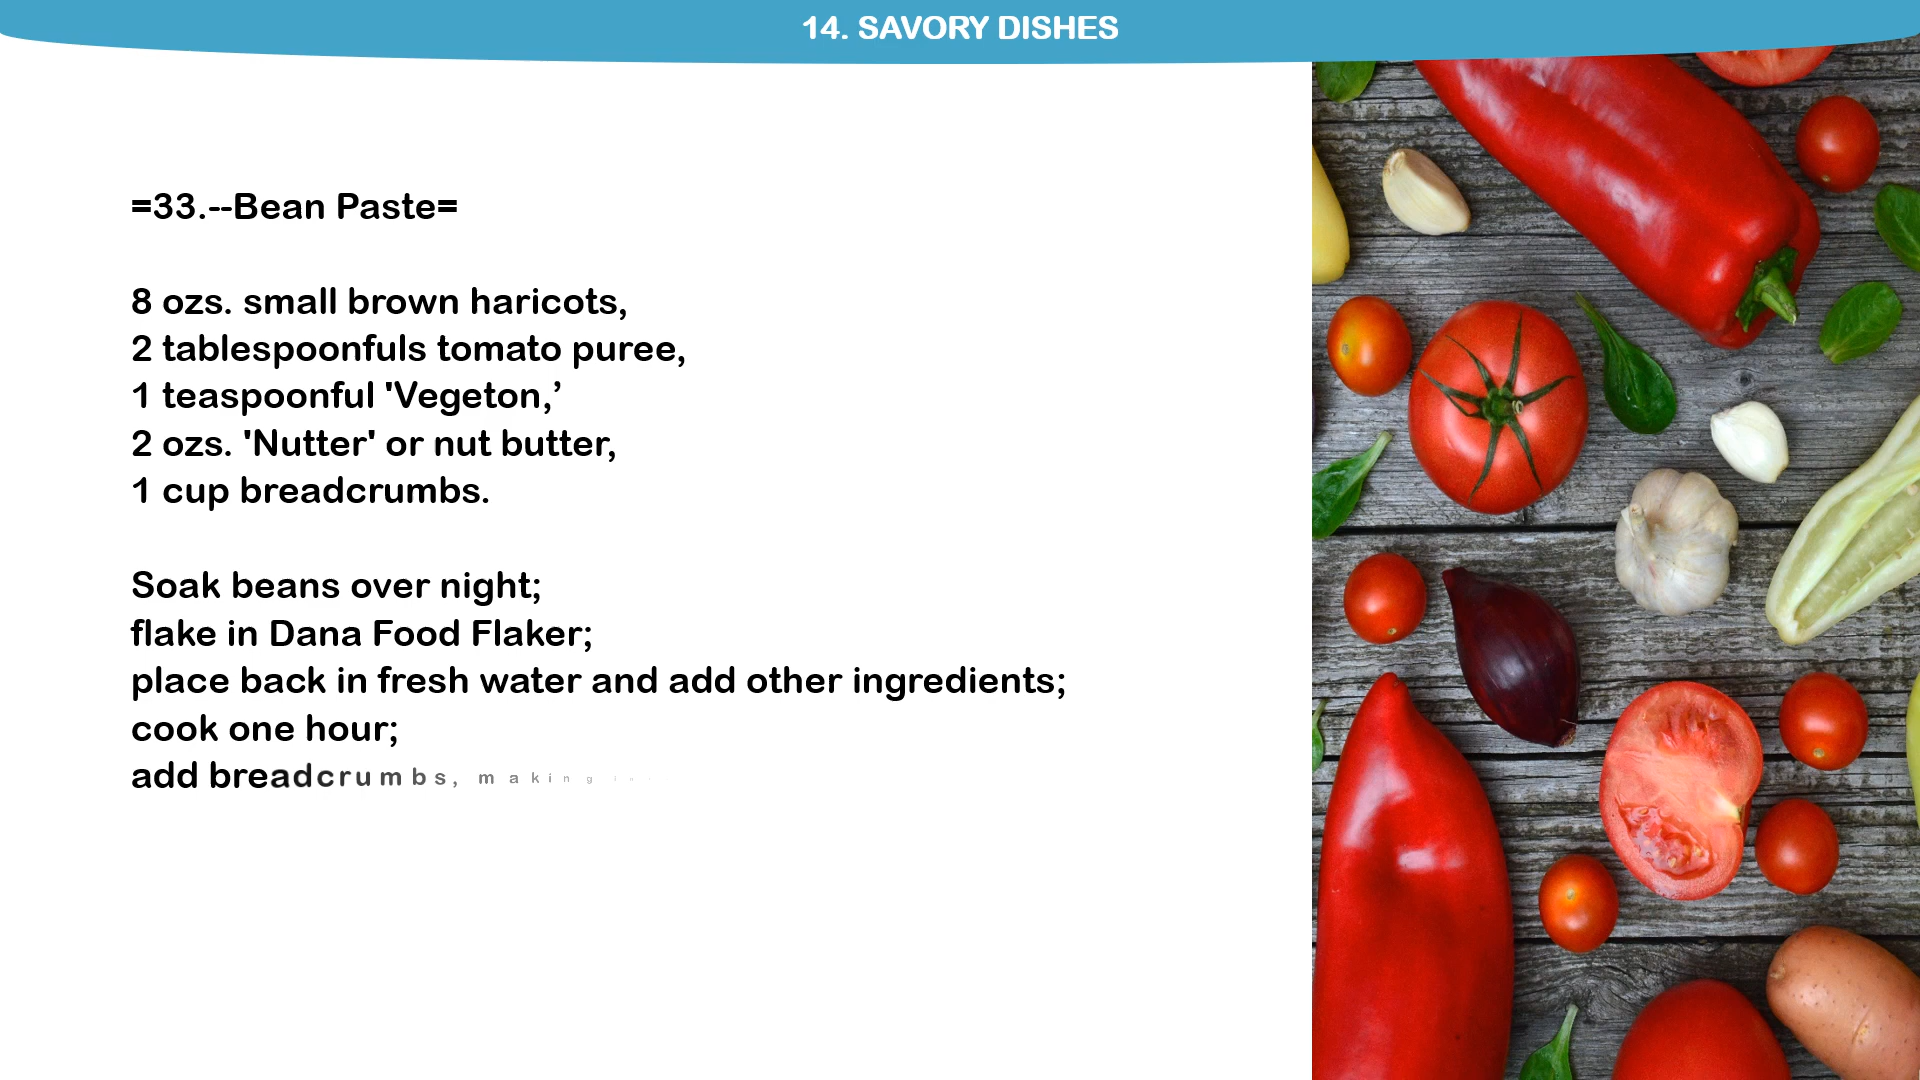 14. SAVORY DISHES
=33.--Bean Paste=
8 ozs. small brown haricots,
2 tablespoonfuls tomato puree,
1 teaspoonful 'Vegeton,’
2 ozs. 'Nutter' or nut butter,
1 cup breadcrumbs.
Soak beans over night;
flake in Dana Food Flaker;
place back in fresh water and add other ingredients;
cook one hour;
add breadcrumbs, making